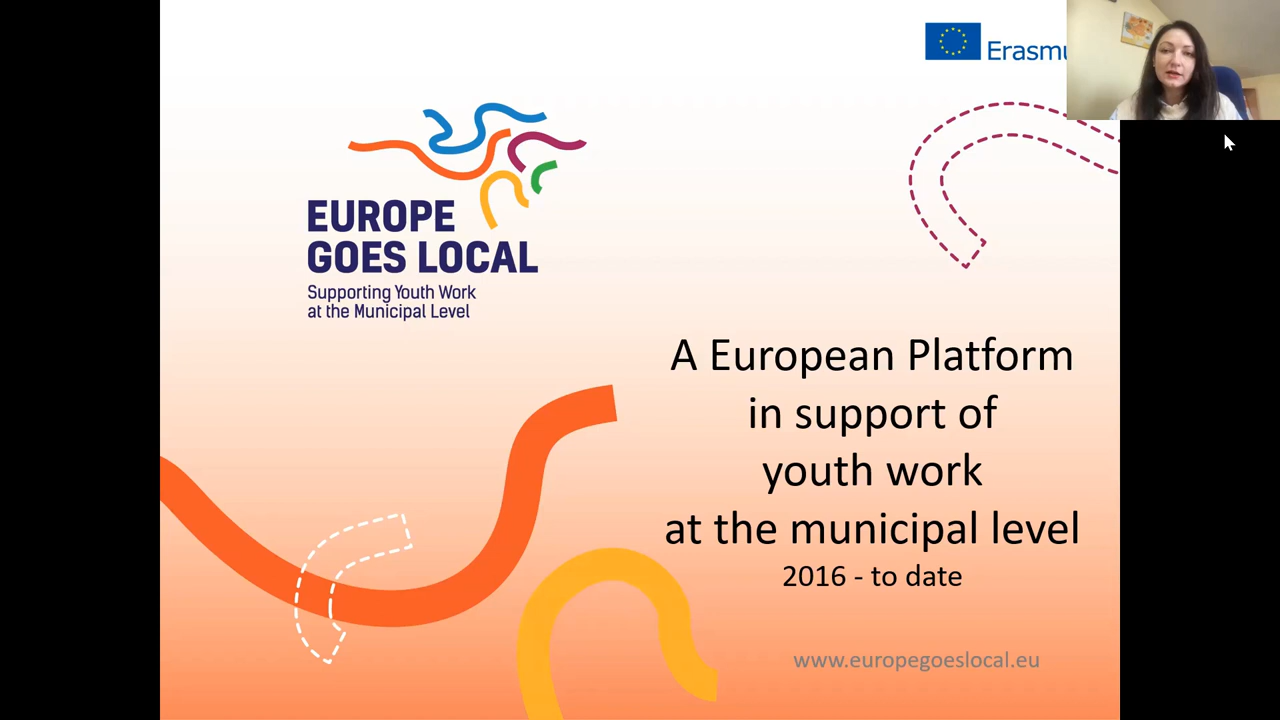 Erasmu
EUROPE
GOES LOCAL
Supporting Youth Work
at the Municipal Level
A European Platform
in support of
youth work
at the municipal level
2016 - to date
www.europegoeslocal.eu